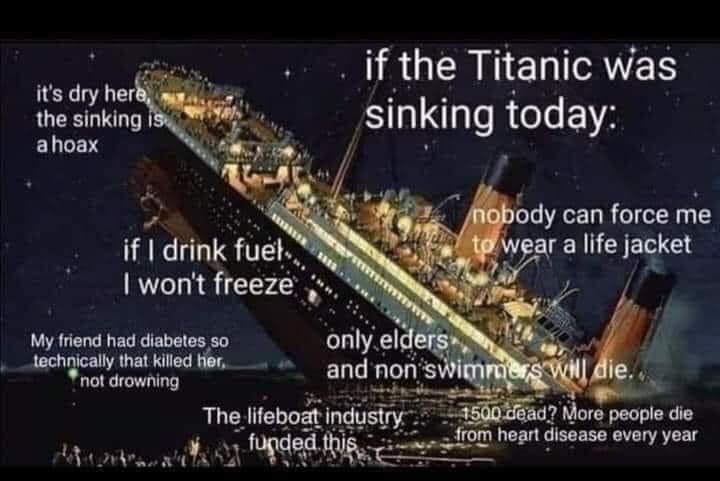 if the Titanic was
sinking today:
it's dry here,
the sinking is
a hoax
nobody can force me
to wear a life jacket
if I drink fuel
I won't freeze
My friend had diabetes so
technically that killed her,
not drowning
only elders
and non swimmers will die.
The lifeboat industry
funded this
1500 dead? More people die
from heart disease every year